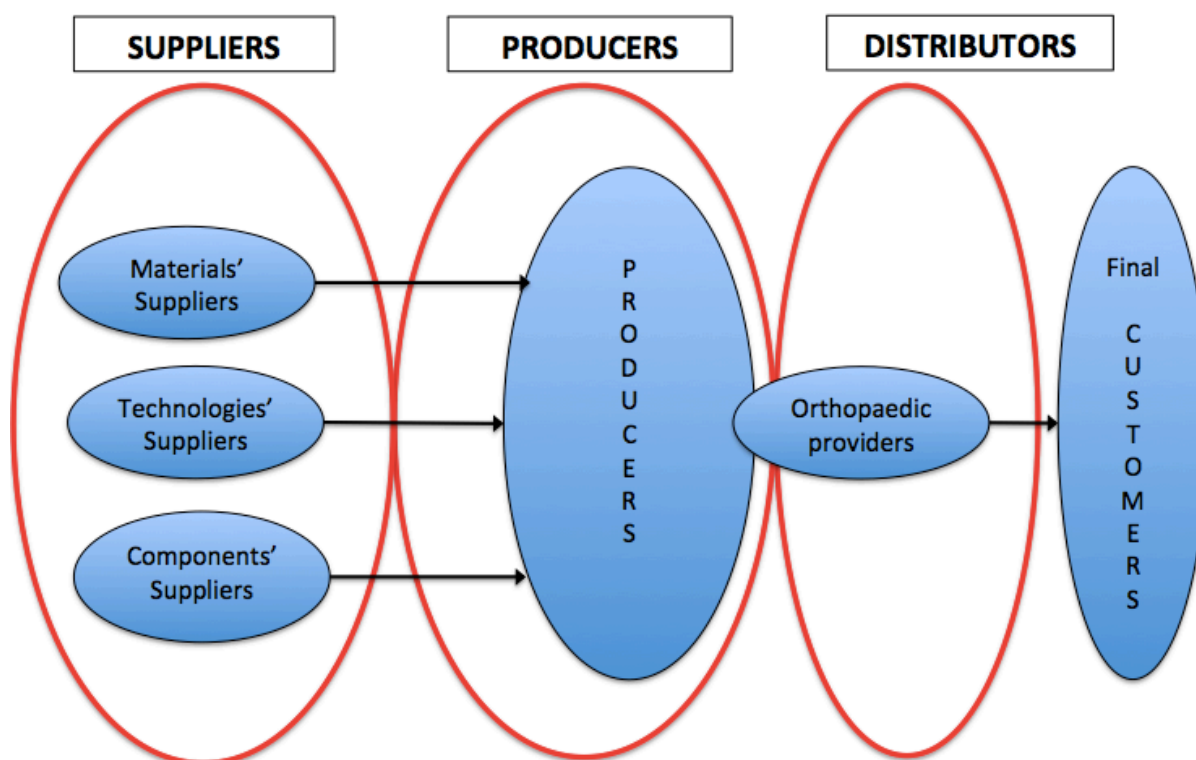 SUPPLIERS
PRODUCERS
DISTRIBUTORS
Materials’
Suppliers
Technologies’
Suppliers
Components’
Suppliers
P
R
O
D
U
C
E
R
S
Orthopaedic
providers
Final
C
U
S
T
O
M
E
R
S